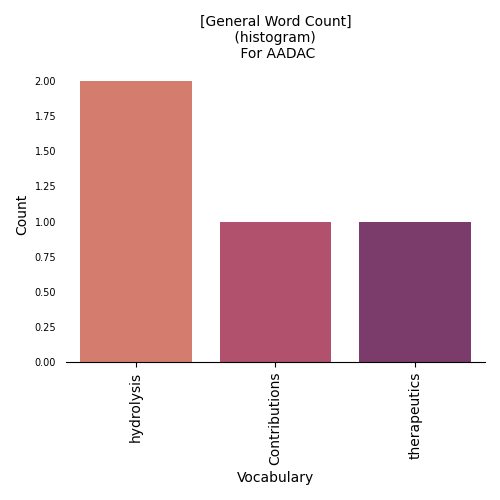 [General Word Count]
(histogram)
For AADAC
2.00
1.75
1.50
1.25
1.00
0.75
0.50
0.25
0.00
Count
hydrolysis
Contributions
therapeutics
Vocabulary